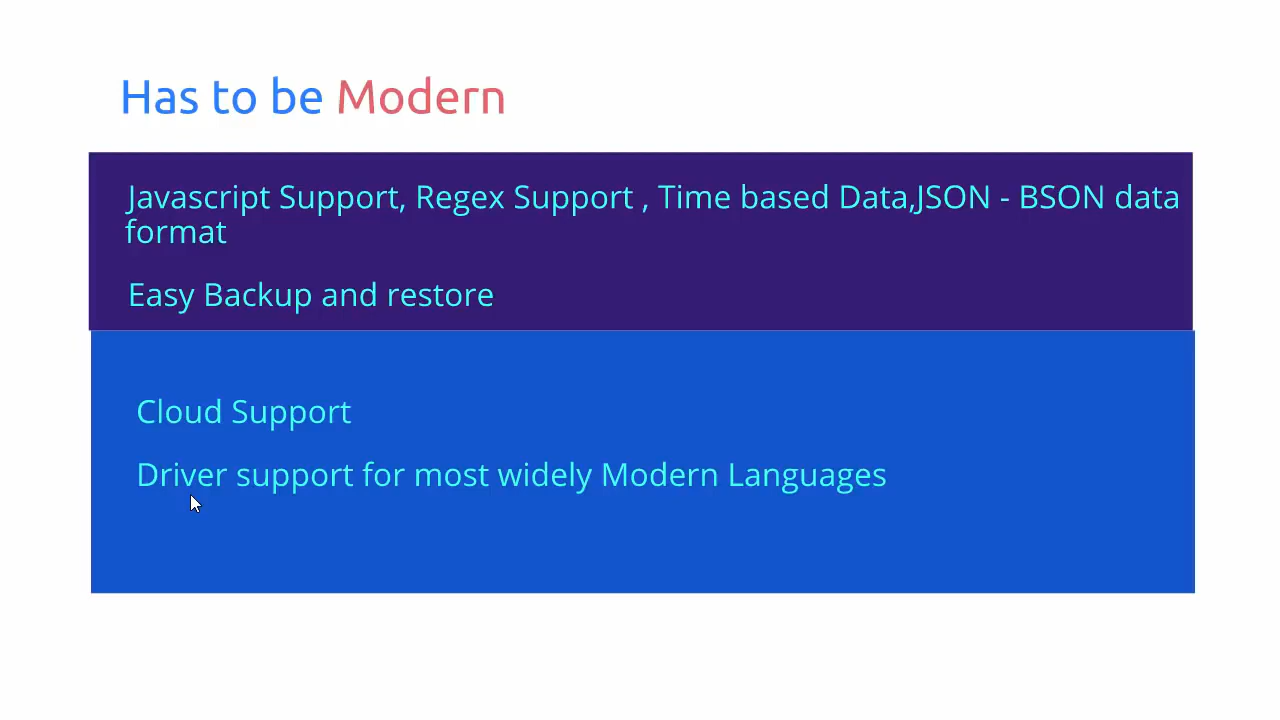 Has to be Modern
Javascript Support, Regex Support , Time based Data,JSON - BSON data
format
Easy Backup and restore
Cloud Support
Driver support for most widely Modern Languages